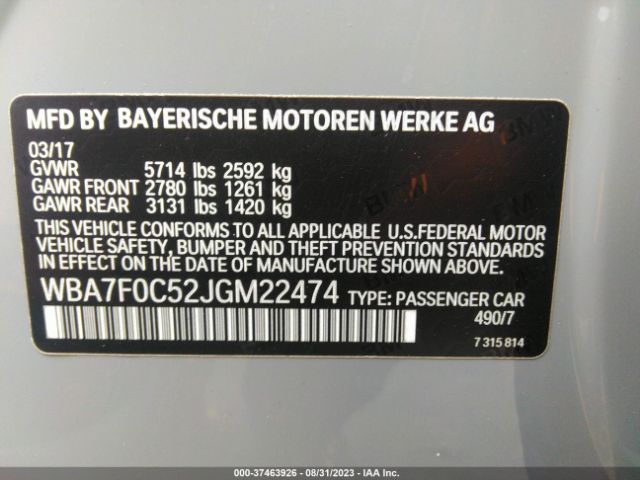 MFD BY BAYERISCHE MOTOREN WERKE AG
03/17
GVWR 5714 lbs 2592 kg
GAWR FRONT 2780 lbs 1261 kg
GAWR REAR 3131 lbs 1420 kg
THIS VEHICLE CONFORMS TO ALL APPLICABLE U.S.FEDERAL MOTOR
VEHICLE SAFETY, BUMPER AND THEFT PREVENTION STANDARDS
IN EFFECT ON THE DATE OF MANUFACTURE SHOWN ABOVE.
WBA7F0C52JGM22474 TYPE: PASSENGER CAR
490/7
7 315 814
000-37463926 - 08/31/2023 - IAA Inc.